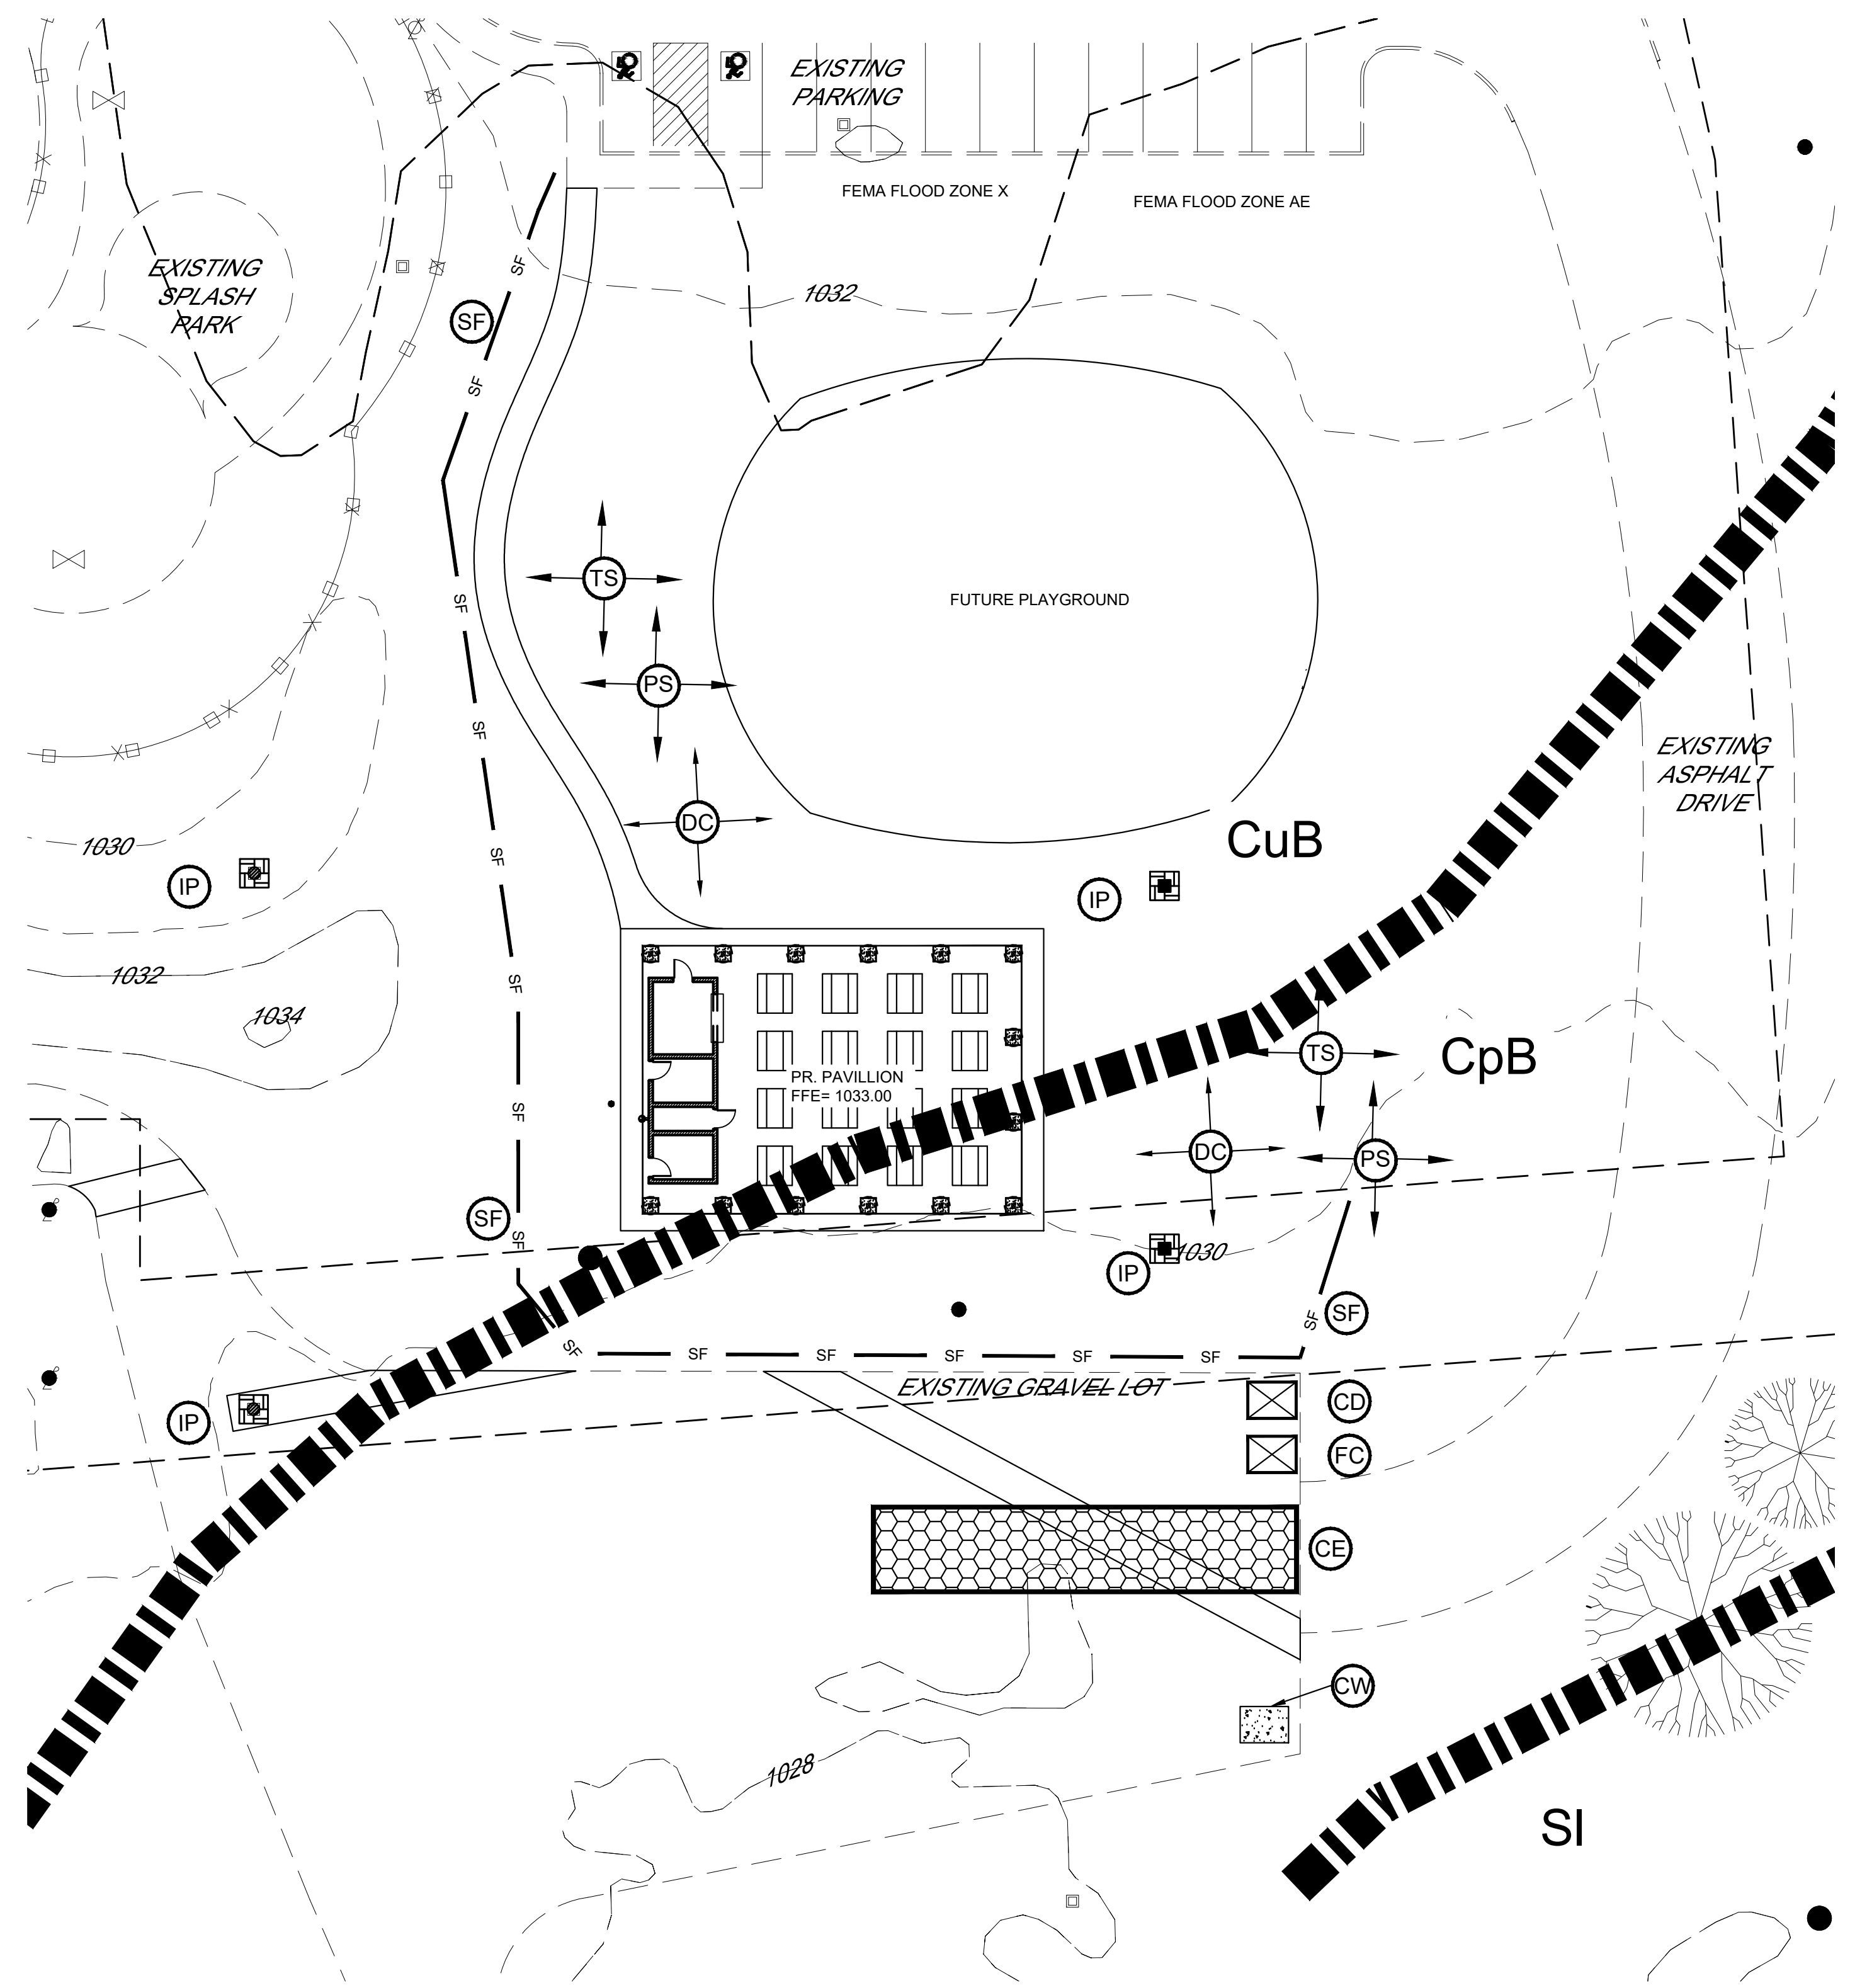 EXISTING
PARKING
FEMA FLOOD ZONE X
FEMA FLOOD ZONE AE
EXISTING
SPLASH
PARK
SF
1032
SF
SF
TS
SF
FUTURE PLAYGROUND
PS
SF
EXISTING
ASPHALT
DRIVE
DC
CuB
1030
SF
IP
IP
1032
SF
1034
TS
CpB
PR. PAVILLION
FFE= 1033.00
SF
DC
PS
SF
SF
1030
IP
SF
SF
SF
SF
SF
SF
SF
SF
EXISTING GRAVEL LOT
CD
IP
FC
CE
CW
1028
SI